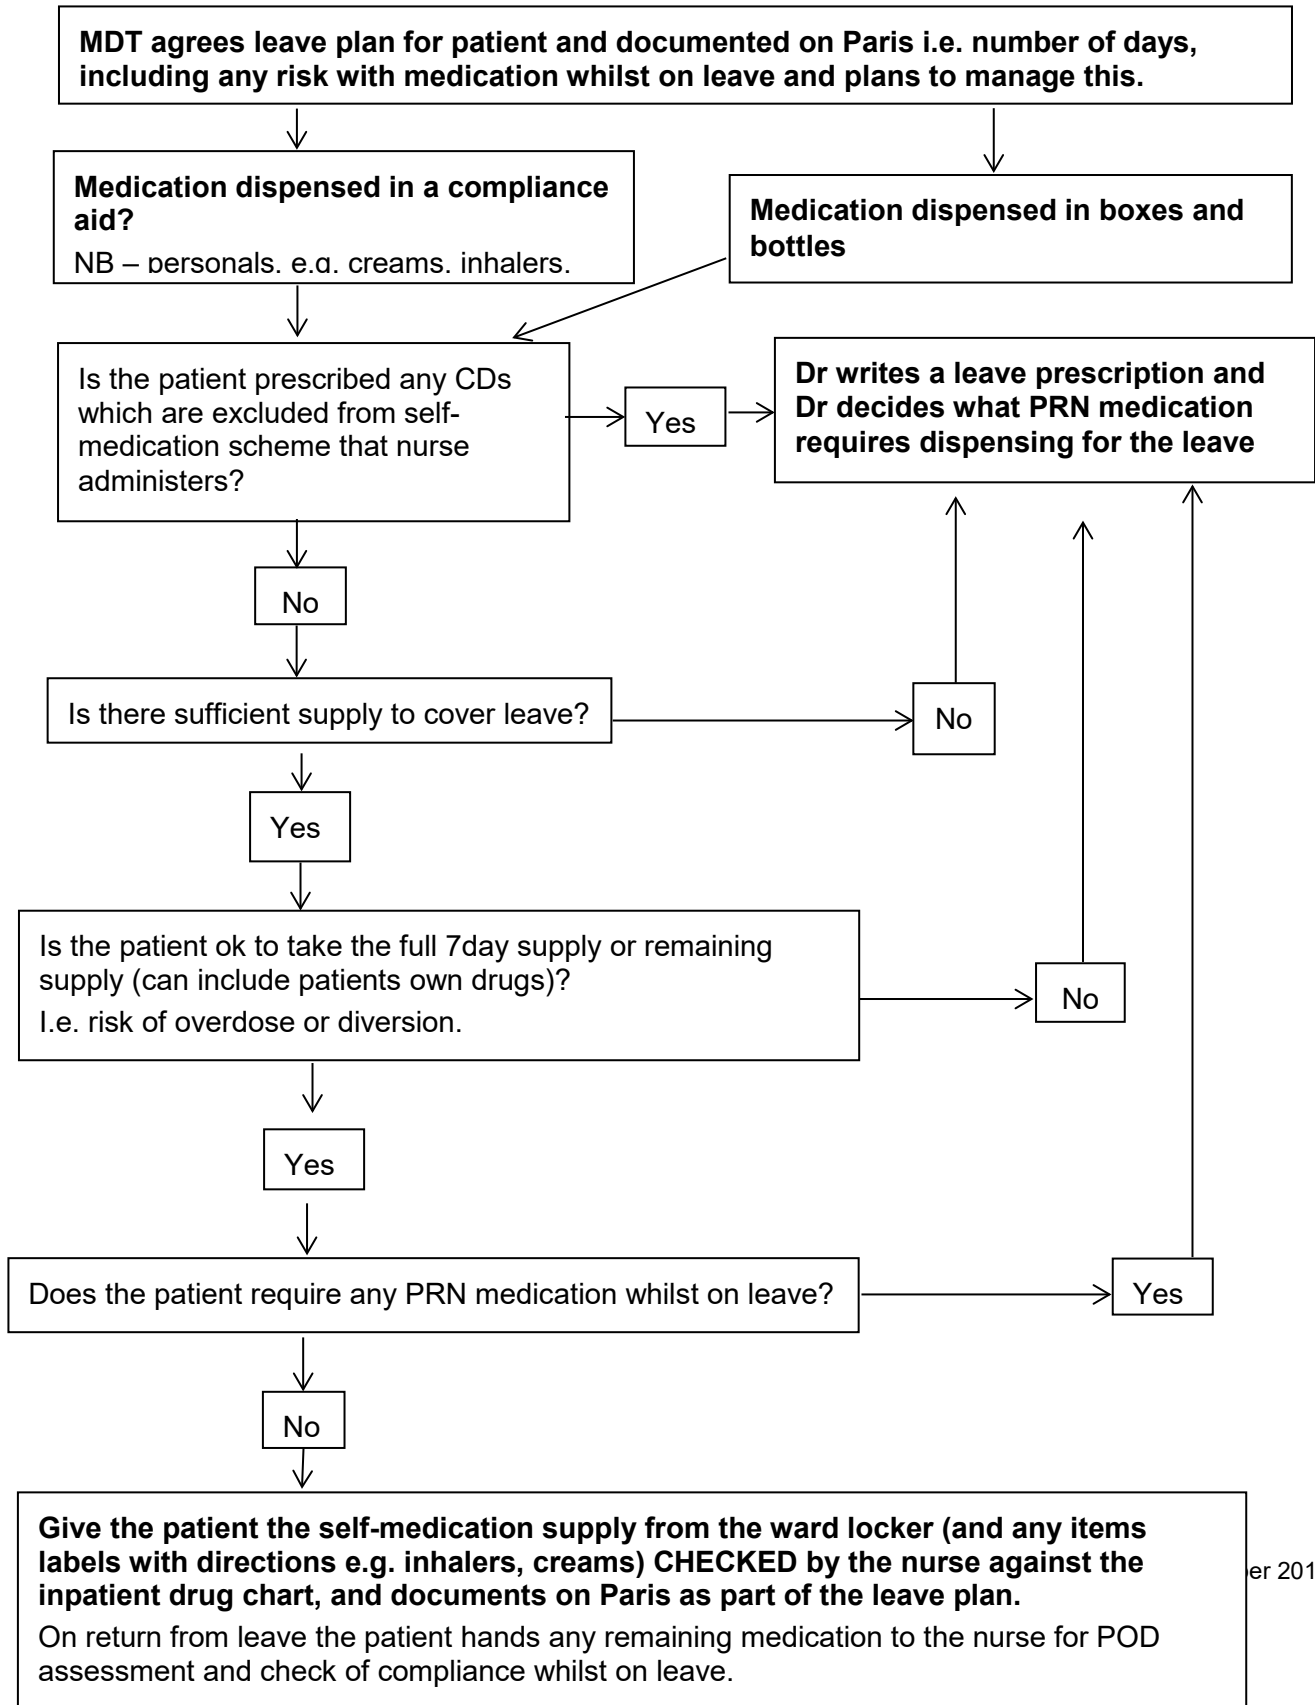 MDT agrees leave plan for patient and documented on Paris i.e. number of days,
including any risk with medication whilst on leave and plans to manage this.
Medication dispensed in a compliance
aid?
NB – personals, e.g. creams, inhalers,
Medication dispensed in boxes and
bottles
Is the patient prescribed any CDs
which are excluded from self-
medication scheme that nurse
administers?
Yes
Dr writes a leave prescription and
Dr decides what PRN medication
requires dispensing for the leave
No
Is there sufficient supply to cover leave?
No
Yes
Is the patient ok to take the full 7day supply or remaining
supply (can include patients own drugs)?
I.e. risk of overdose or diversion.
No
Yes
Does the patient require any PRN medication whilst on leave?
Yes
No
Give the patient the self-medication supply from the ward locker (and any items
labels with directions e.g. inhalers, creams) CHECKED by the nurse against the
inpatient drug chart, and documents on Paris as part of the leave plan.
On return from leave the patient hands any remaining medication to the nurse for POD
assessment and check of compliance whilst on leave.
er 201